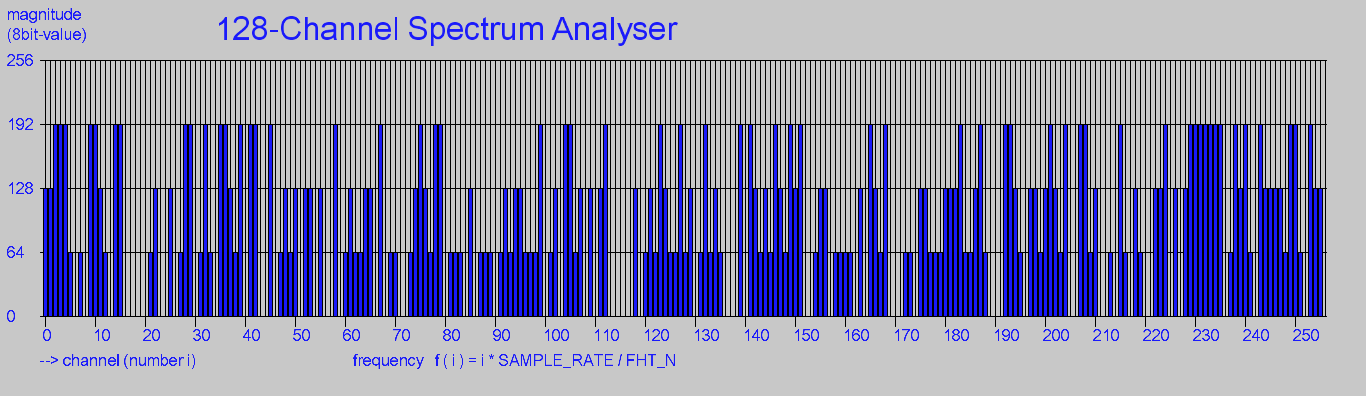 magnitude
(8bit-value)
128-Channel Spectrum Analyser
256
192
128
64
0
0 10 20 30 40 50 60 70 80 90 100 110 120 130 140 150 160 170 180 190 200 210 220 230 240 250
--> channel (number i)
frequency f ( i ) = i * SAMPLE_RATE / FHT_N